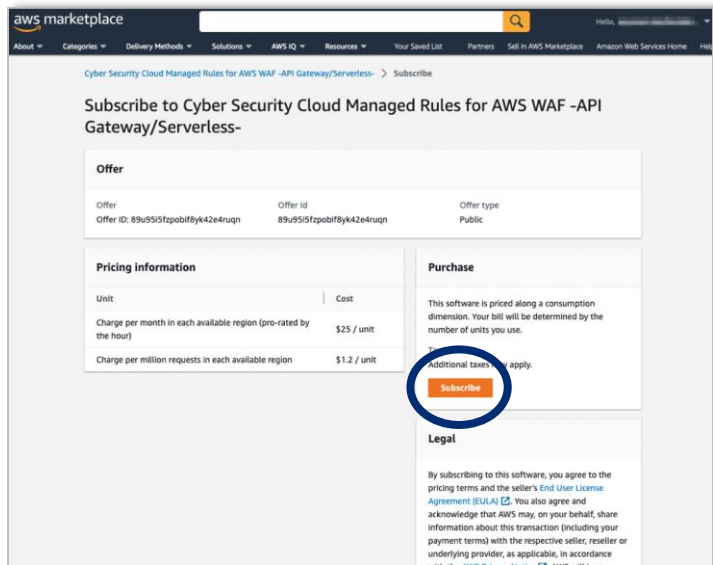 aws marketplace
Hello,
About Categories Delivery Methods Solutions AWS IQ Resources Your Saved List Partners Sell in AWS Marketplace Amazon Web Services Home Help
Cyber Security Cloud Managed Rules for AWS WAF -API Gateway/Serverless- > Subscribe
Subscribe to Cyber Security Cloud Managed Rules for AWS WAF -API
Gateway/Serverless-
Offer
Offer Offer Id Offer type
Offer ID: 89u95i5fzpobif8yk42e4ruqn 89u95i5fzpobif8yk42e4ruqn Public
Pricing information
Unit Cost
Charge per month in each available region (pro-rated by
the hour) $25 / unit
Charge per million requests in each available region $1.2 / unit
Purchase
This software is priced along a consumption
dimension. Your bill will be determined by the
number of units you use.
Additional taxes may apply.
Subscribe
Legal
By subscribing to this software, you agree to the
pricing terms and the seller's End User License
Agreement (EULA). You also agree and
acknowledge that AWS may, on your behalf, share
information about this transaction (including your
payment terms) with the respective seller, reseller or
underlying provider, as applicable, in accordance